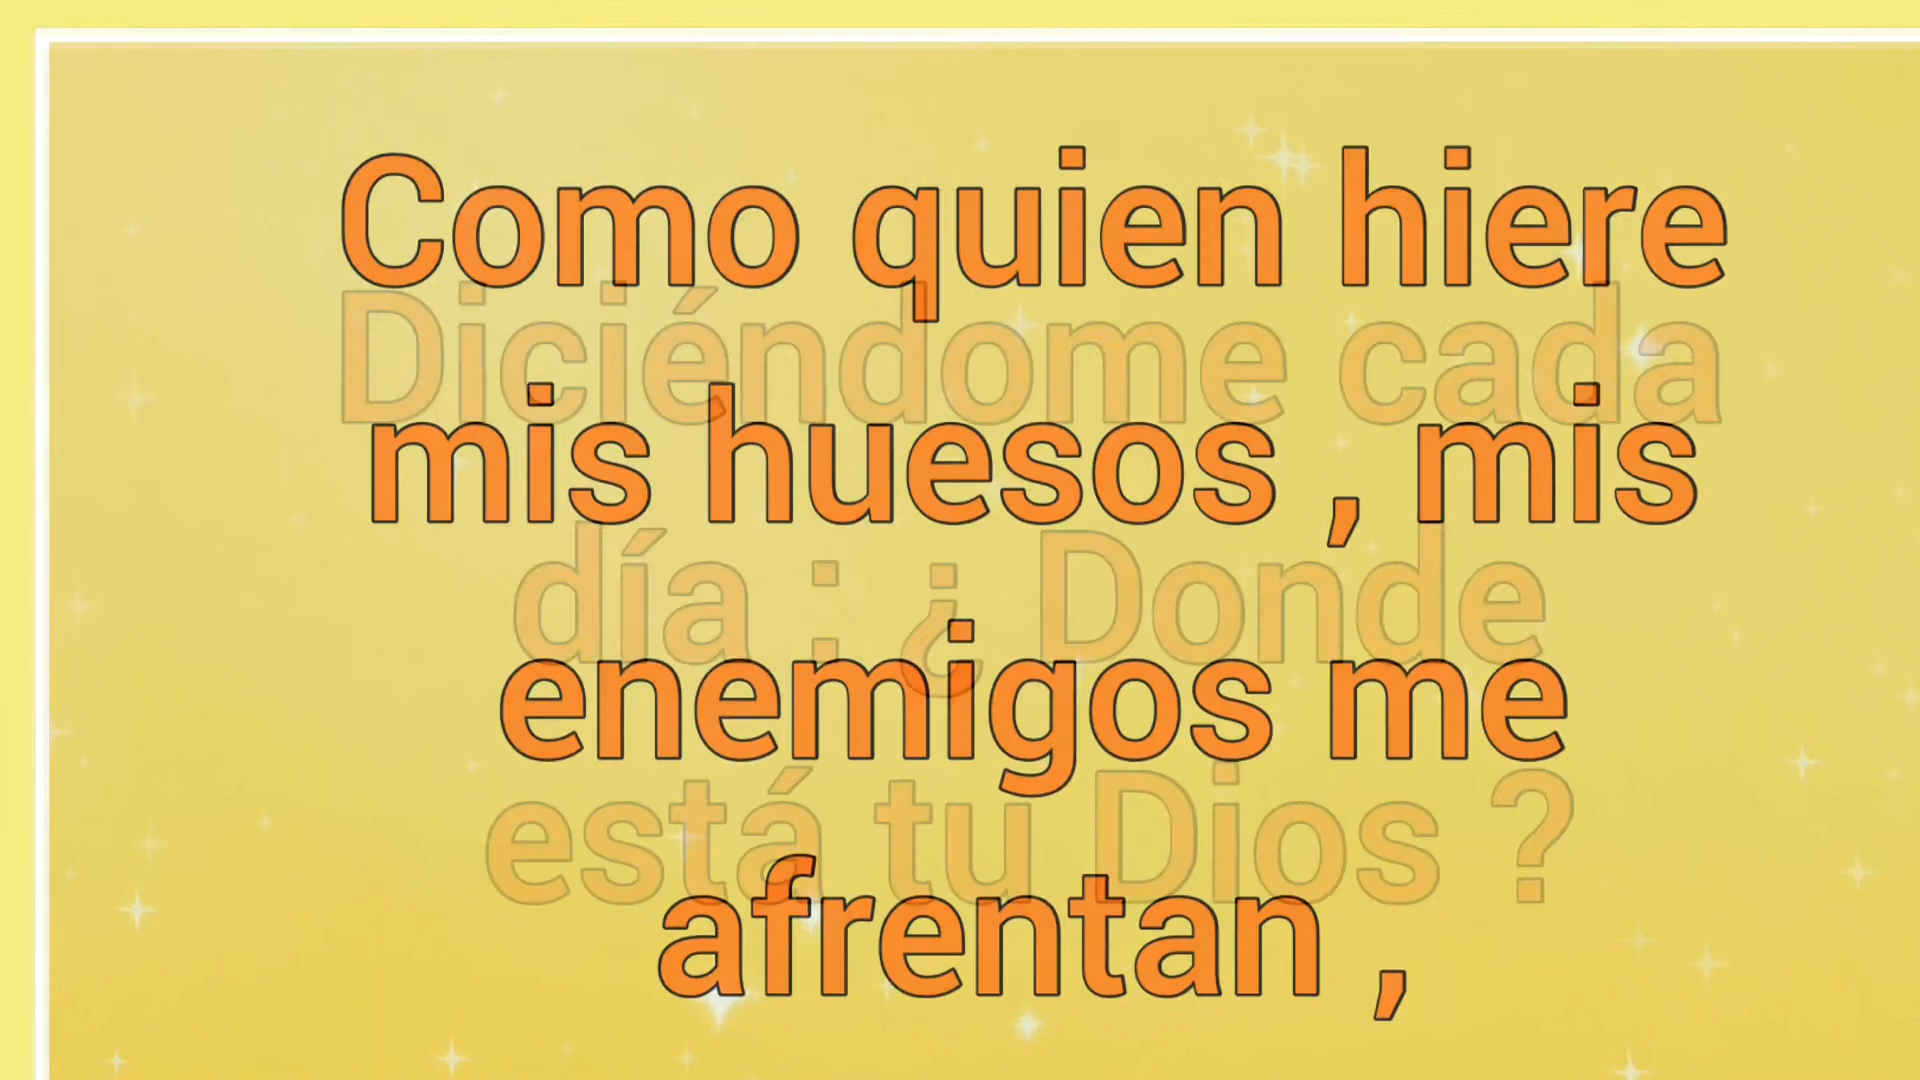 Como quien hiere
mis huesos , mis
enemigos me
afrentan ,
Diciéndome cada
día : ¿ Donde
está tu Dios ?